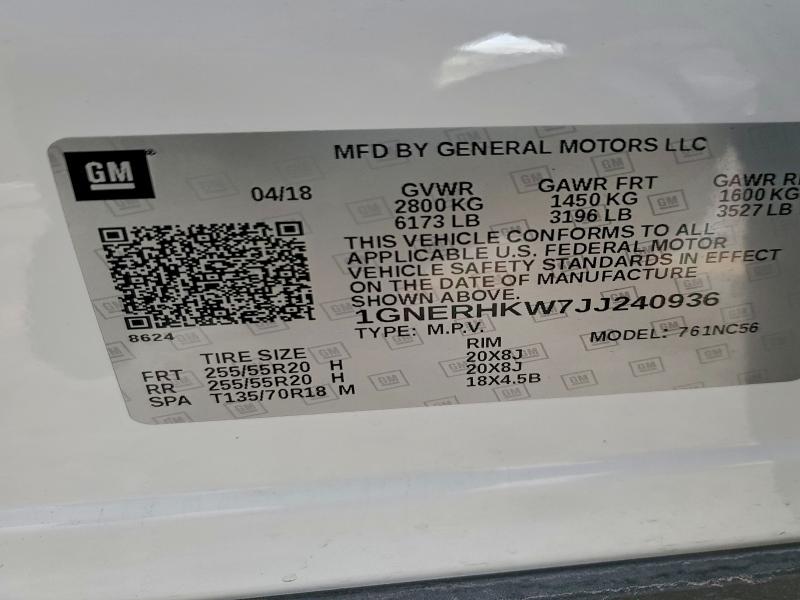 GM
MFD BY GENERAL MOTORS LLC
04/18
GVWR
2800 KG
6173 LB
GAWR FRT
1450 KG
3196 LB
GAWR
1600 KG
3527 LB
THIS VEHICLE CONFORMS TO ALL
APPLICABLE U.S. FEDERAL MOTOR
VEHICLE SAFETY STANDARDS IN EFFECT
ON THE DATE OF MANUFACTURE
SHOWN ABOVE.
1GNERHKW7JJ240936
TYPE: M.P.V.
MODEL: 761NC56
8624
TIRE SIZE RIM
FRT 255/55R20 H 20X8J
RR 255/55R20 H 20X8J
SPA T135/70R18 M 18X4.5B